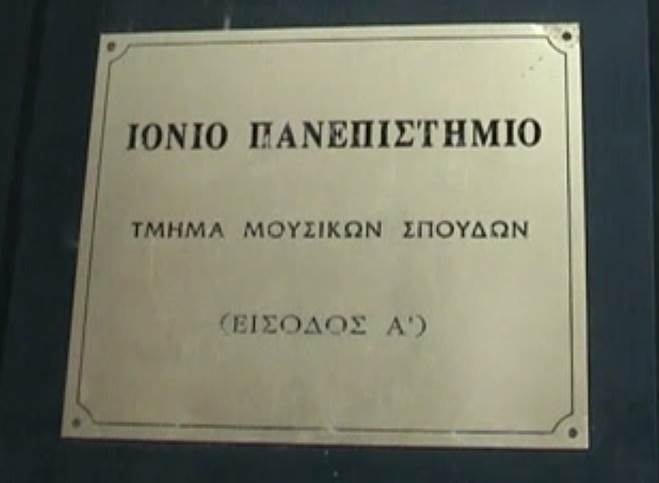 ΙΟΝΙΟ ΠΑΝΕΠΙΣΤΗΜΙΟ
ΤΜΗΜΑ ΜΟΥΣΙΚΩΝ ΣΠΟΥΔΩΝ
(ΕΙΣΟΔΟΣ Α')